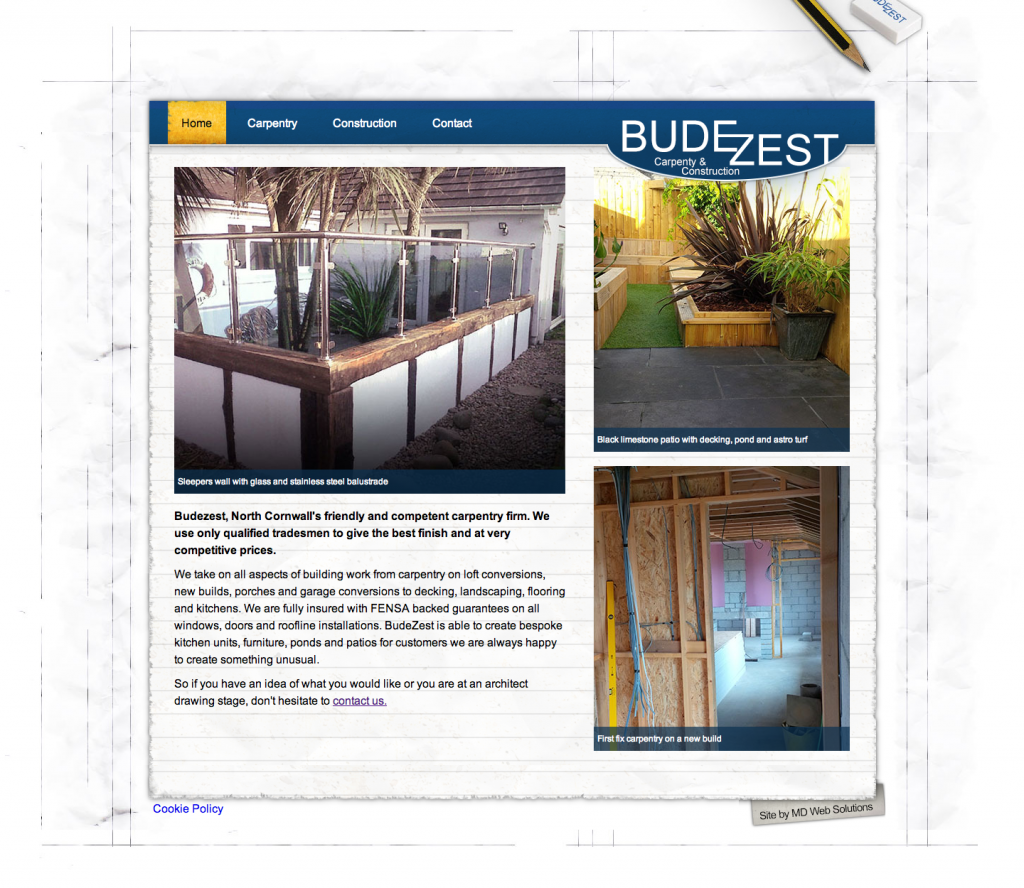 BUDEZEST
Home Carpentry Construction Contact
BUDEZEST
Carpenty &
Construction
Sleepers wall with glass and stainless steel balustrade
Black limestone patio with decking, pond and astro turf
Budezest, North Cornwall's friendly and competent carpentry firm. We
use only qualified tradesmen to give the best finish and at very
competitive prices.
We take on all aspects of building work from carpentry on loft conversions,
new builds, porches and garage conversions to decking, landscaping, flooring
and kitchens. We are fully insured with FENSA backed guarantees on all
windows, doors and roofline installations. BudeZest is able to create bespoke
kitchen units, furniture, ponds and patios for customers we are always happy
to create something unusual.
So if you have an idea of what you would like or you are at an architect
drawing stage, don't hesitate to contact us.
First fix carpentry on a new build
Cookie Policy
Site by MD Web Solutions